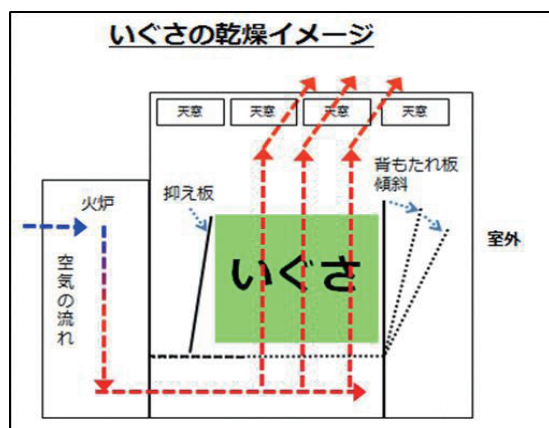 いぐさの乾燥イメージ
天窓
天窓
天窓
天窓
火炉
抑え板
背もたれ板
傾斜
室外
空気の流れ
いぐさ